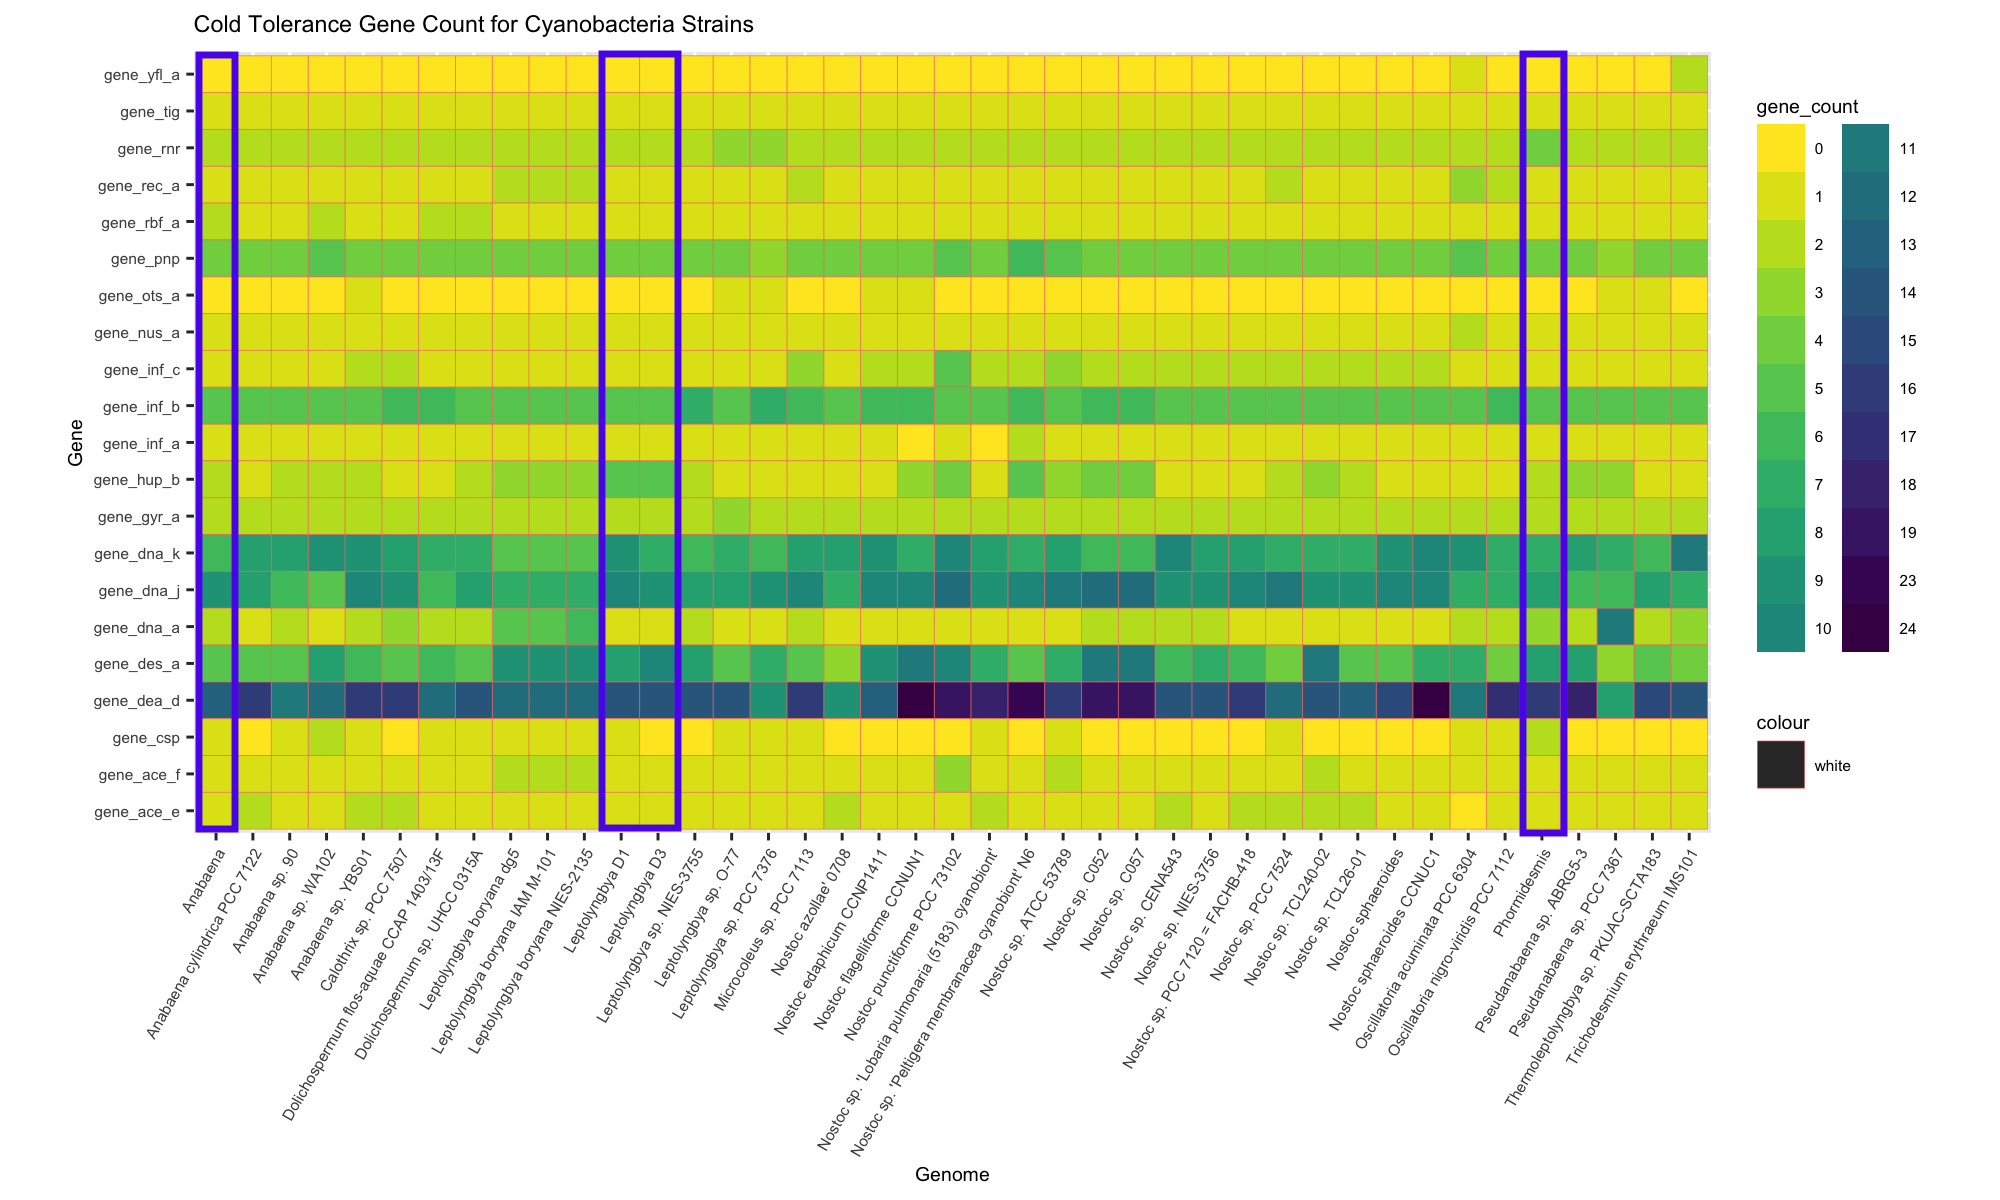 Cold Tolerance Gene Count for Cyanobacteria Strains
gene_yfl_a
gene_tig
gene_rnr
gene_rec_a
gene_rbf_a
gene_pnp
gene_ots_a
gene_nus_a
gene_inf_c
gene_inf_b
gene_inf_a
gene_hup_b
gene_gyr_a
gene_dna_k
gene_dna_j
gene_dna_a
gene_des_a
gene_dea_d
gene_csp
gene_ace_f
gene_ace_e
Gene
Anabaena
Anabaena cylindrica PCC 7122
Anabaena sp. 90
Anabaena sp. WA102
Anabaena sp. YBS01
Calothrix sp. PCC 7507
Dolichospermum flos-aquae CCAP 1403/13F
Dolichospermum sp. UHCC 0315A
Leptolyngbya boryana dg5
Leptolyngbya boryana IAM M-101
Leptolyngbya boryana NIES-2135
Leptolyngbya D1
Leptolyngbya D3
Leptolyngbya sp. NIES-3755
Leptolyngbya sp. O-77
Leptolyngbya sp. PCC 7376
Microcoleus sp. PCC 7113
Nostoc azollae' 0708
Nostoc edaphicum CCNP1411
Nostoc flagelliforme CCNUN1
Nostoc punctiforme PCC 73102
Nostoc sp. 'Lobaria pulmonaria (5183) cyanobiont'
Nostoc sp. 'Peltigera membranacea cyanobiont' N6
Nostoc sp. ATCC 53789
Nostoc sp. C052
Nostoc sp. C057
Nostoc sp. CENA543
Nostoc sp. NIES-3756
Nostoc sp. PCC 7120 = FACHB-418
Nostoc sp. PCC 7524
Nostoc sp. TCL240-02
Nostoc sp. TCL26-01
Nostoc sphaeroides
Nostoc sphaeroides CCNUC1
Oscillatoria acuminata PCC 6304
Oscillatoria nigro-viridis PCC 7112
Phormidesmis
Pseudanabaena sp. ABRG5-3
Pseudanabaena sp. PCC 7367
Thermoleptolyngbya sp. PKUAC-SCTA183
Trichodesmium erythraeum IMS101
Genome
gene_count
0
1
2
3
4
5
6
7
8
9
10
11
12
13
14
15
16
17
18
19
23
24
colour
white